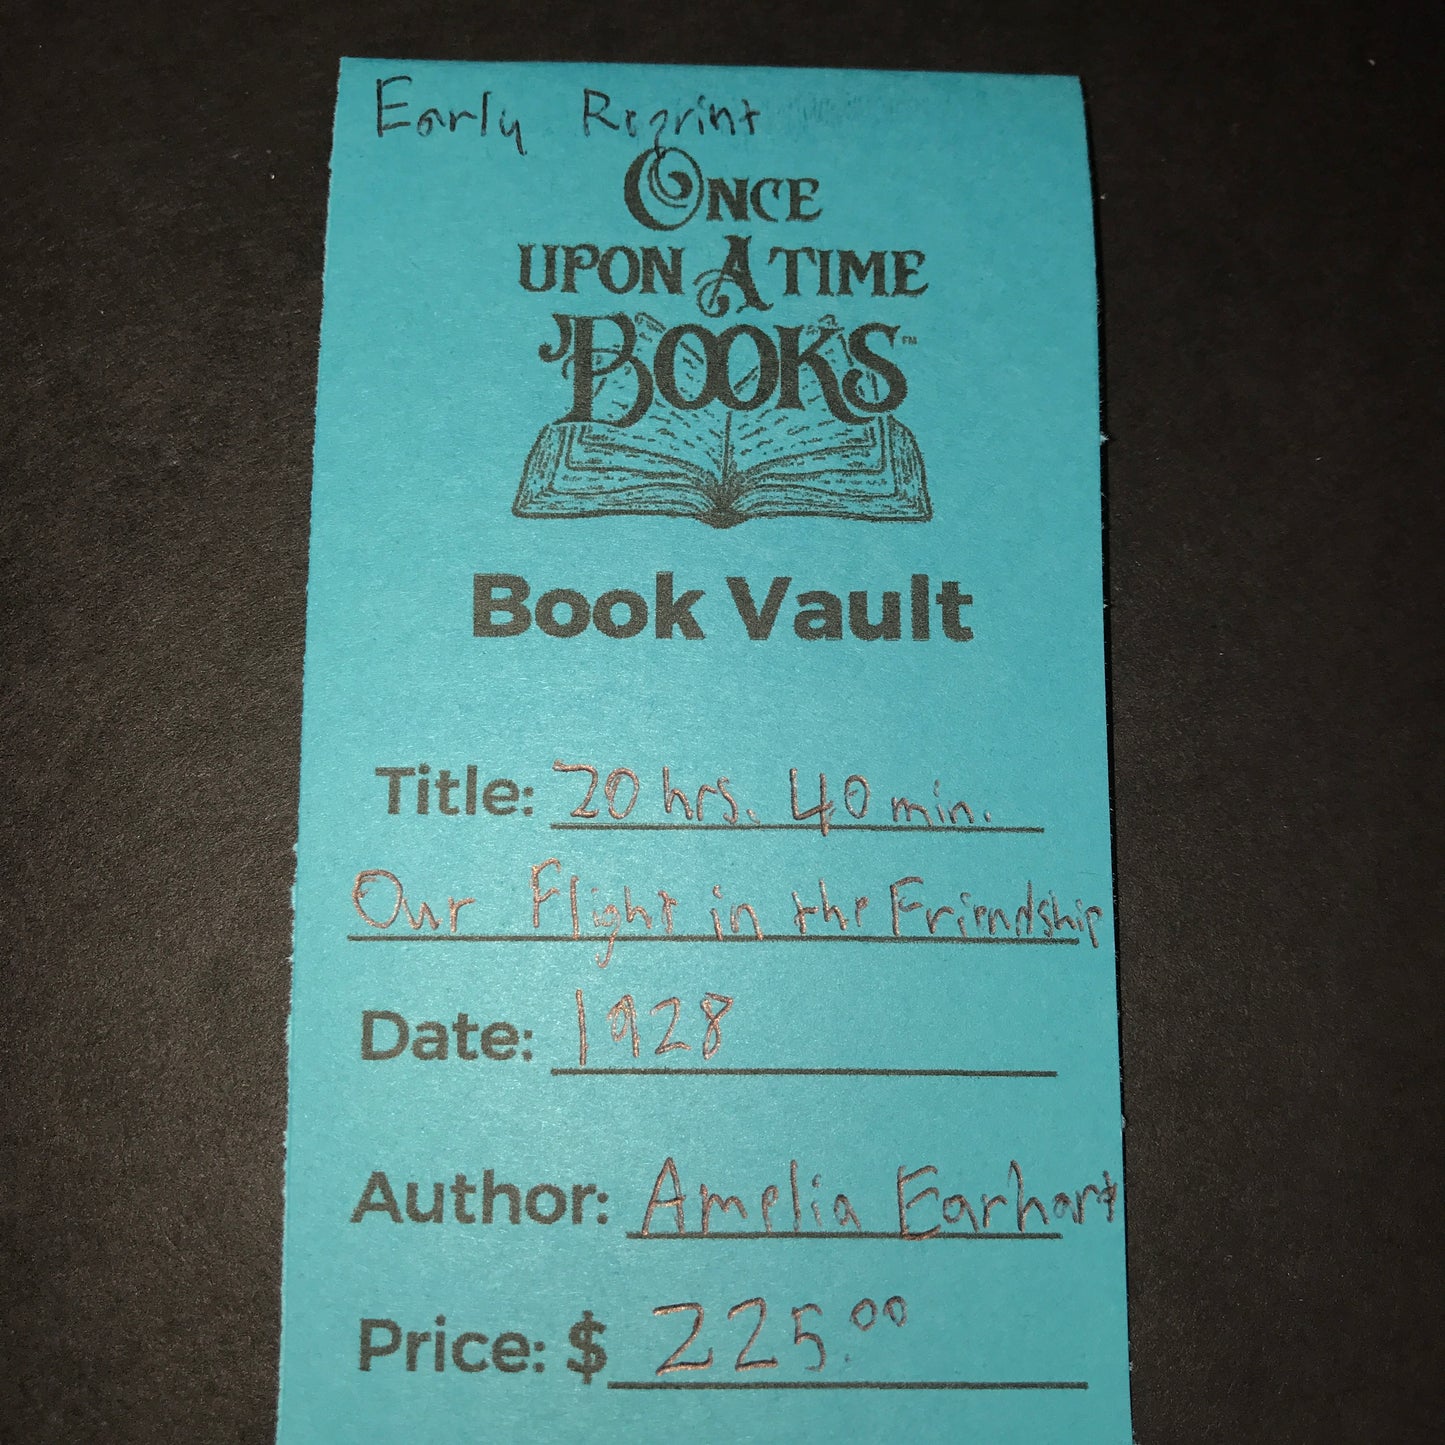 Early Reprint
ONCE
UPON A TIME
BOOKS™
Book Vault
Title: 20 hrs. 40 min.
Our Flight in the Friendship
Date: 1928
Author: Amelia Earhart
Price: $ 225.00